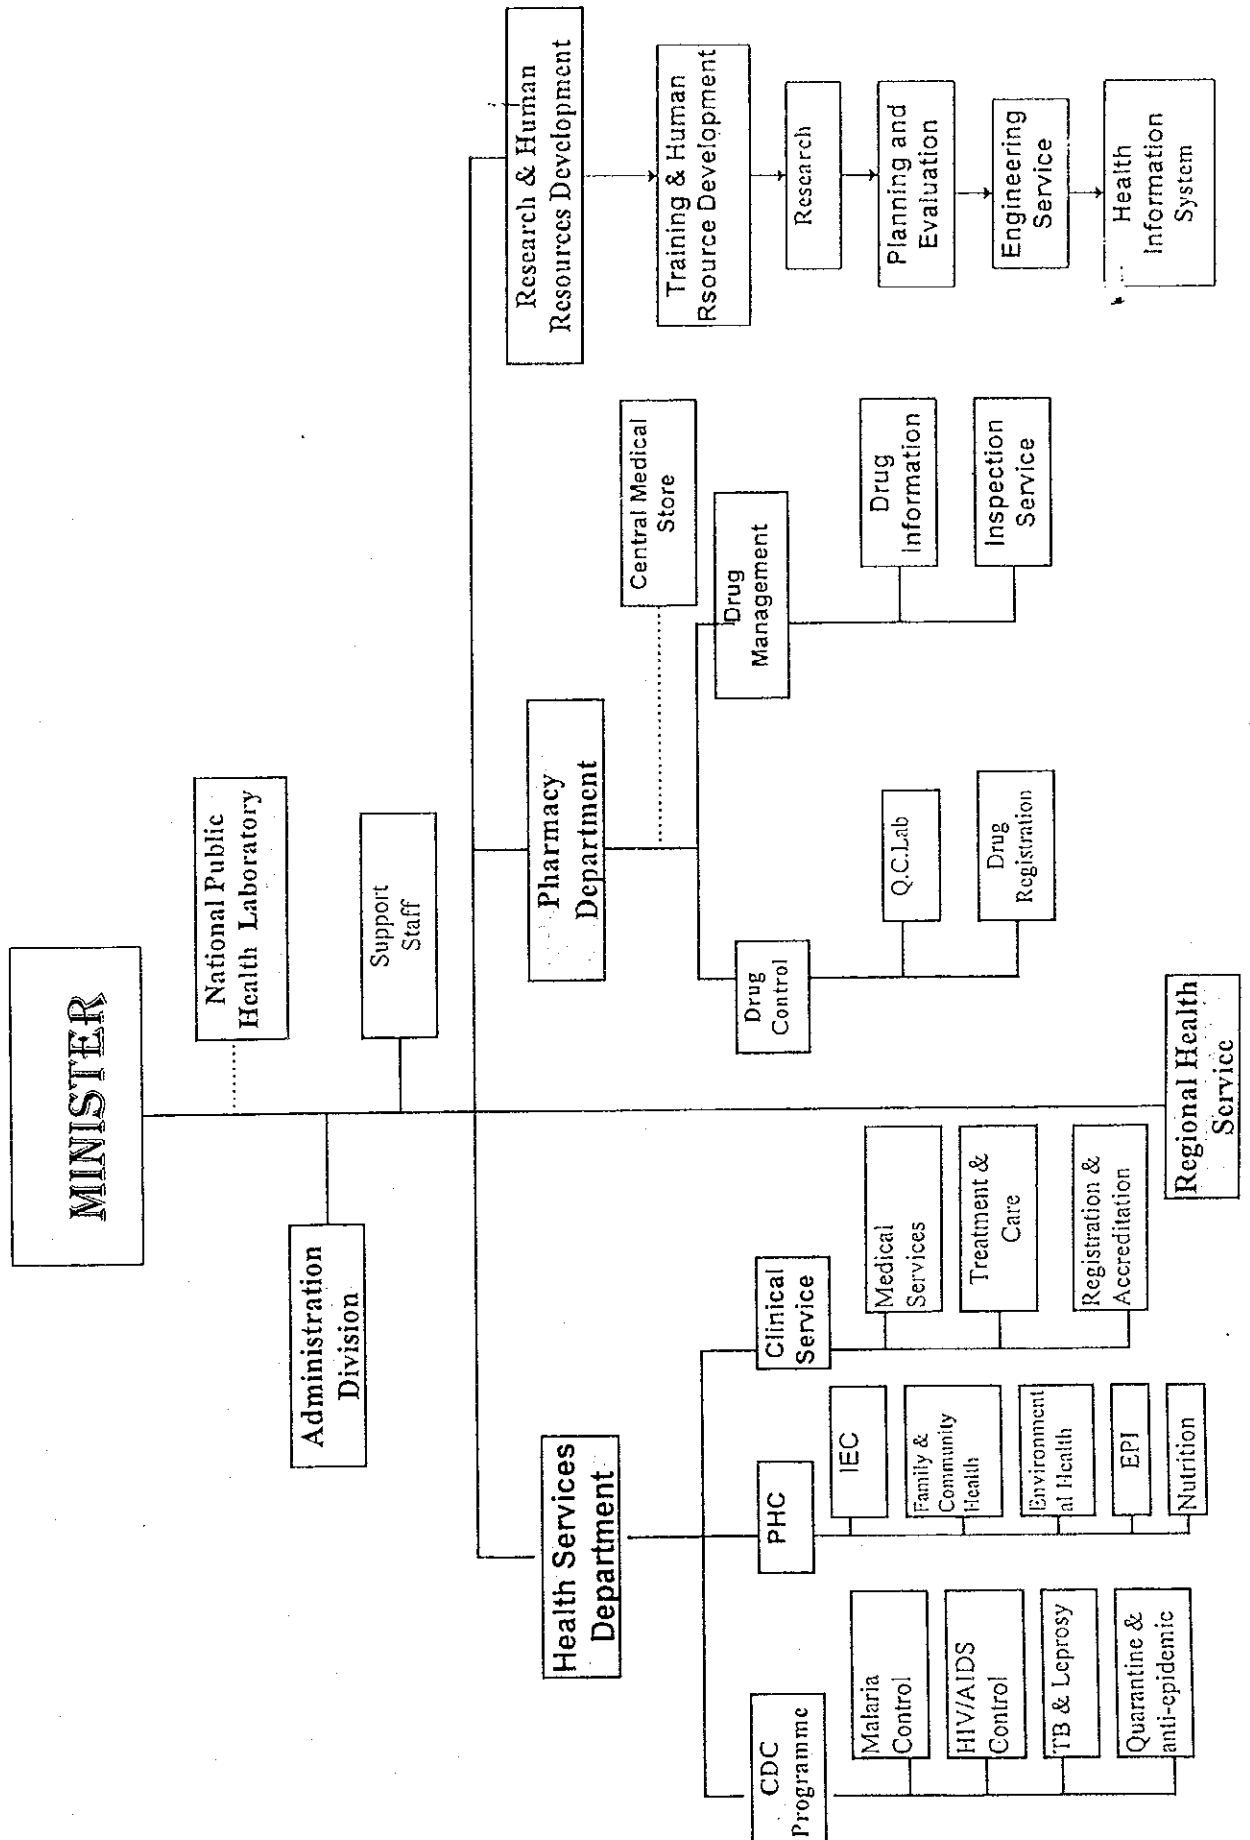 MINISTER
National Public
Health Laboratory
Administration
Division
Support
Staff
Health Services
Department
Pharmacy
Department
Research & Human
Resources Development
CDC
Programme
Malaria
Control
HIV/AIDS
Control
TB & Leprosy
Quarantine &
anti-epidemic
PHC
IEC
Family &
Community
Health
Environment
al Health
EPI
Nutrition
Clinical
Service
Medical
Services
Treatment &
Care
Registration &
Accreditation
Regional Health
Service
Central Medical
Store
Drug
Control
Q.C.Lab
Drug
Registration
Drug
Management
Drug
Information
Inspection
Service
Training & Human
Rsource Development
Research
Planning and
Evaluation
Engineering
Service
Health
Information
System